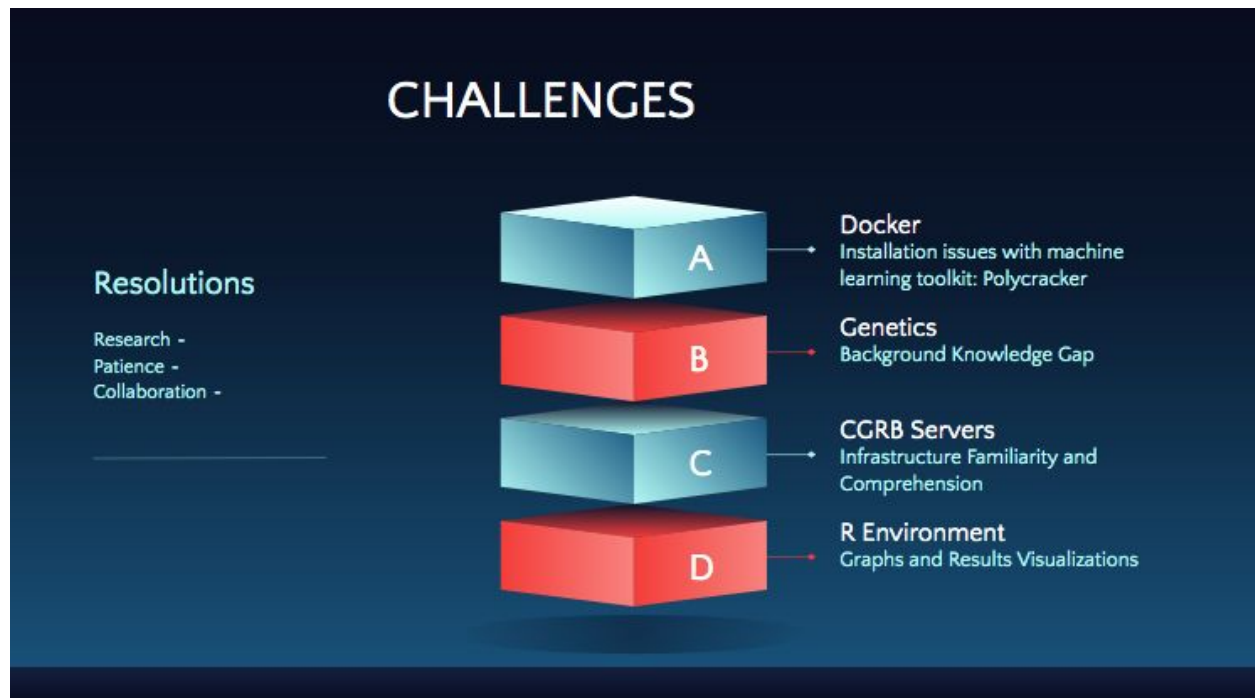 CHALLENGES
Resolutions
Research -
Patience -
Collaboration -
A
Docker
Installation issues with machine
learning toolkit: Polycracker
B
Genetics
Background Knowledge Gap
C
CGRB Servers
Infrastructure Familiarity and
Comprehension
D
R Environment
Graphs and Results Visualizations